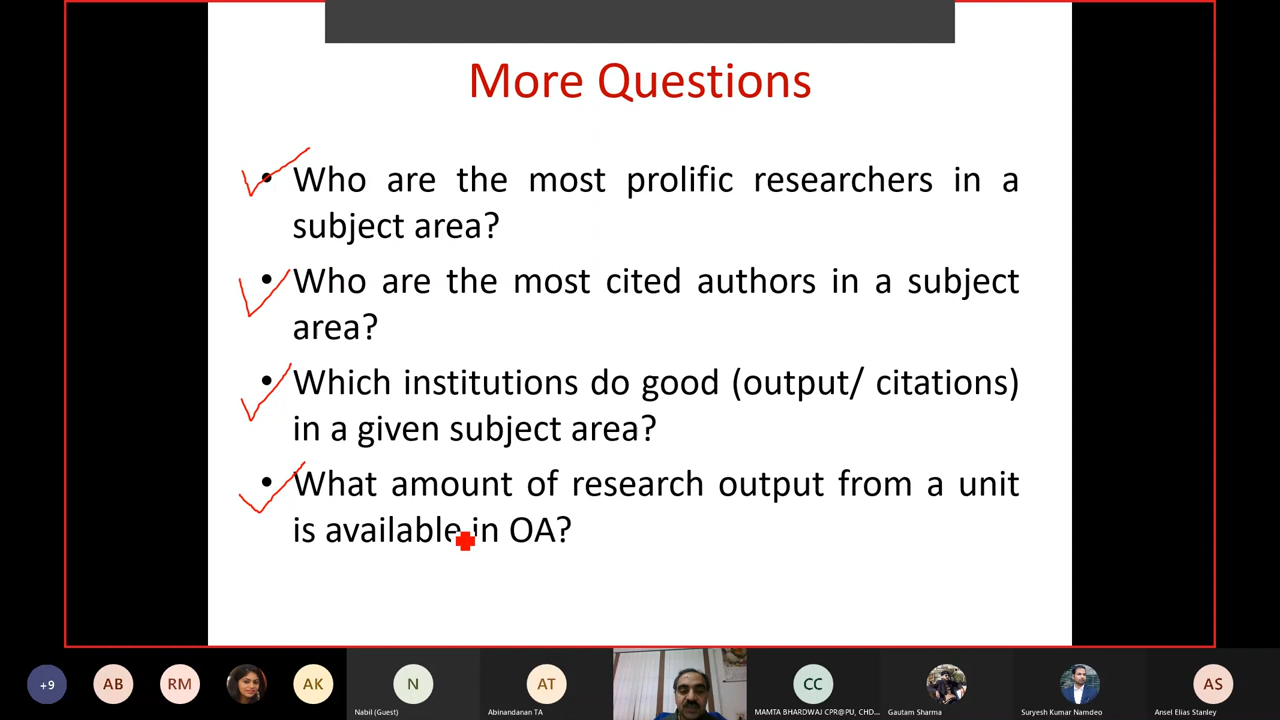 More Questions
• Who are the most prolific researchers in a
subject area?
• Who are the most cited authors in a subject
area?
• Which institutions do good (output/ citations)
in a given subject area?
• What amount of research output from a unit
is available in OA?
+9
AB
RM
AK
N
Nabil (Guest)
AT
Abinandanan TA
CC
MAMTA BHARDWAJ CPR@PU, CHD...
Gautam Sharma
Suryesh Kumar Namdeo
AS
Ansel Elias Stanley